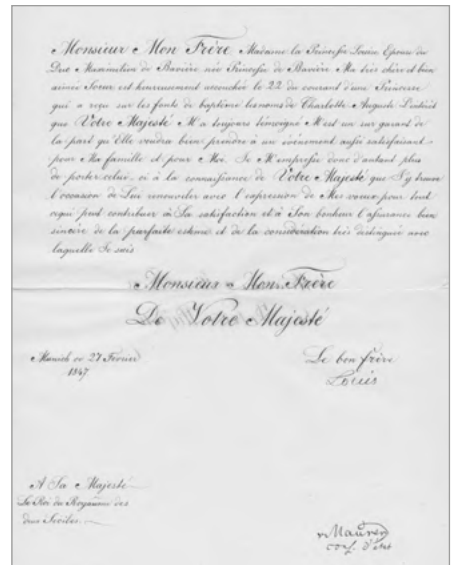 Monsieur Mon Frère Madame la Princesse Louise Epouse du
Duc Maximilien de Bavière née Princesse de Bavière Ma très chère et bien
aimée Soeur est heureusement accouchée le 22 du courant d'une Princesse
qui a reçu sur les fonts de baptême les noms de Charlotte Auguste L'intérêt
que Votre Majesté M'a toujours témoigné M'est un sur garant de
la part qu'Elle voudra bien prendre à un événement aussi satisfaisant
pour Ma famille et pour Moi. Je M'empresse donc d'autant plus
de porter celui-ci à la connaissance de Votre Majesté que J'y trouve
l'occasion de Lui renouveler avec l'expression de Mes voeux pour tout
ce qui peut contribuer à Sa satisfaction et à Son bonheur l'assurance bien
sincère de la parfaite estime et de la considération très distinguée avec
laquelle Je suis
Monsieur Mon Frère
De Votre Majesté
Munich ce 27 Février
1847
Le bon frère
Louis
A Sa Majesté
Le Roi du Royaume des
deux Siciles.
v Maurer
cons. d'état